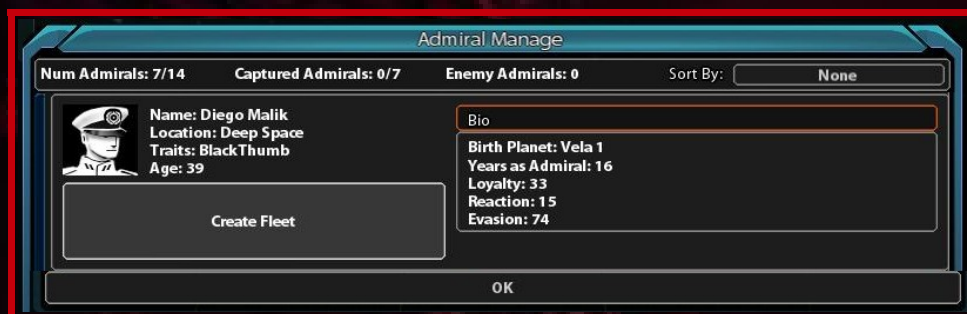 Admiral Manage
Num Admirals: 7/14 Captured Admirals: 0/7 Enemy Admirals: 0 Sort By: None
Name: Diego Malik
Location: Deep Space
Traits: BlackThumb
Age: 39
Create Fleet
Bio
Birth Planet: Vela 1
Years as Admiral: 16
Loyalty: 33
Reaction: 15
Evasion: 74
OK